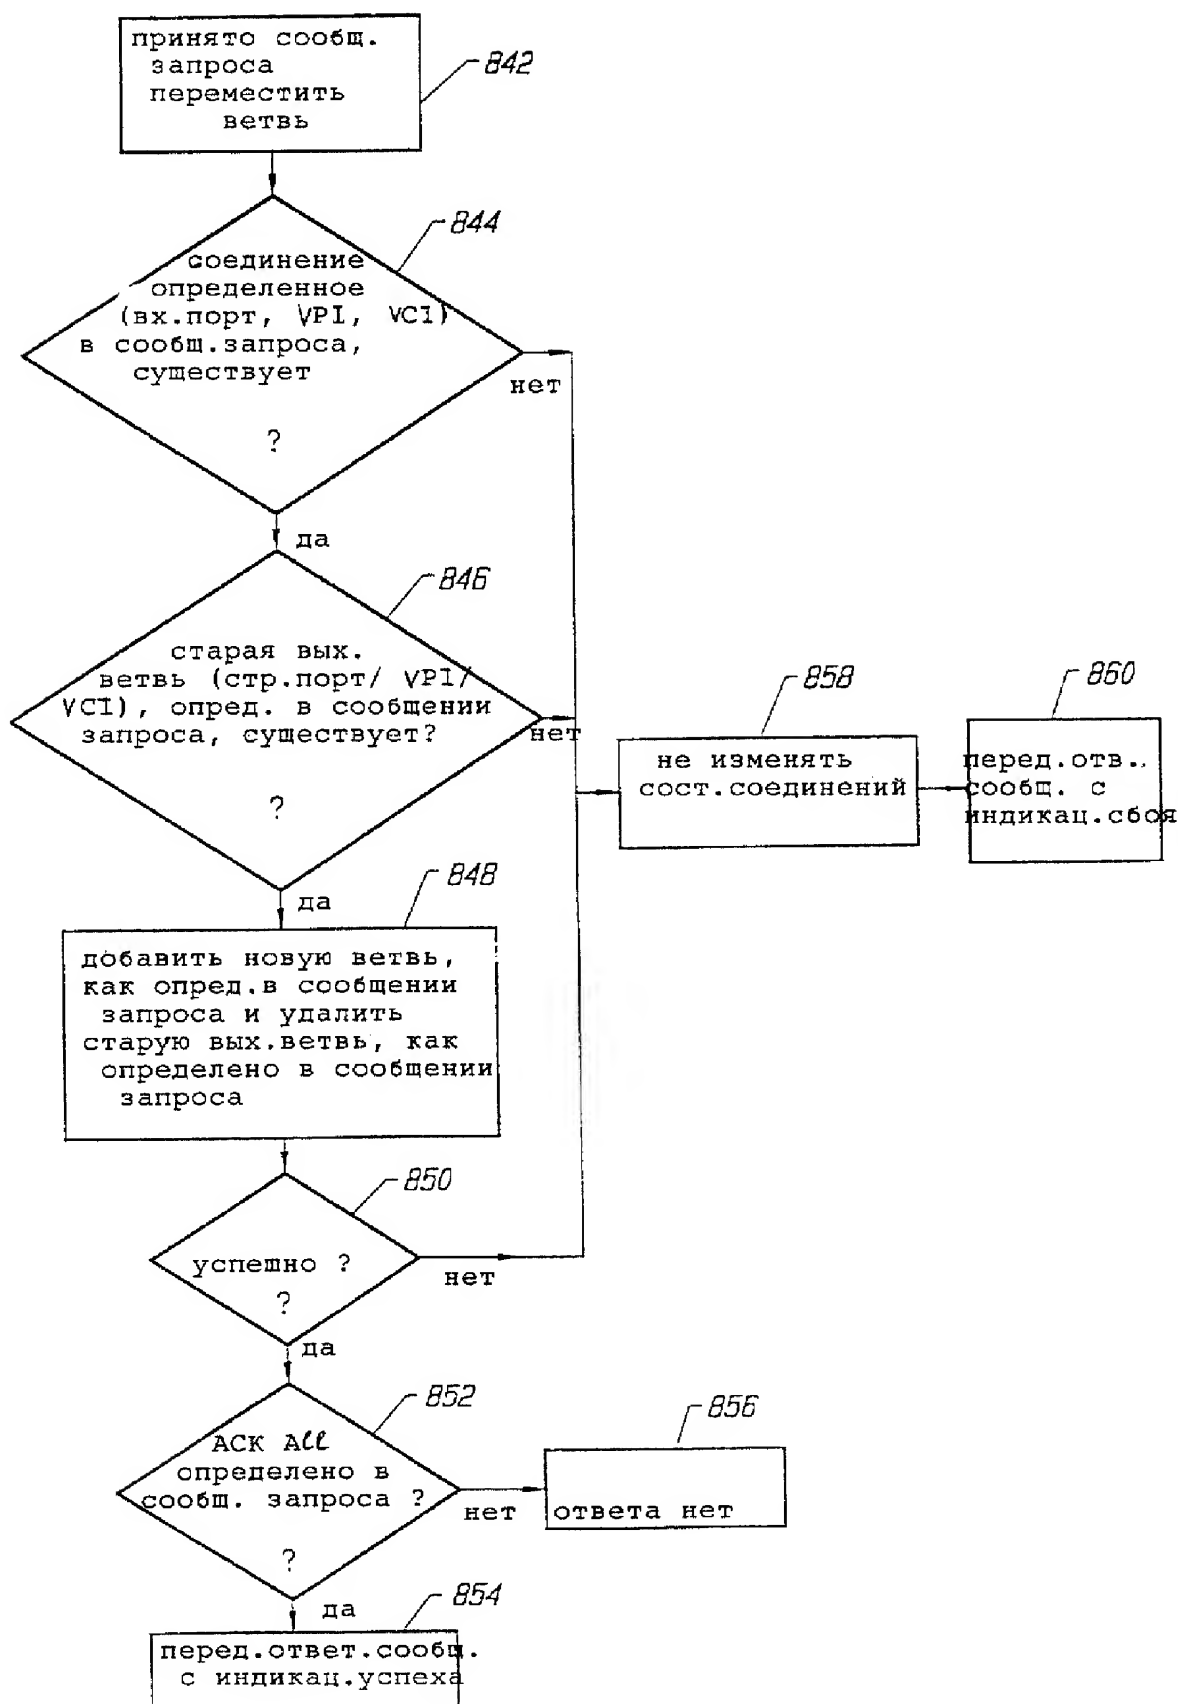 принято сообщ.
запроса
переместить
ветвь
842
844
соединение
определенное
(вх.порт, VPI, VCI)
в сообщ.запроса,
существует
?
нет
да
846
старая вых.
ветвь (стр.порт/ VPI/
VCI), опред. в сообщении
запроса, существует?
?
нет
да
858
не изменять
сост.соединений
860
перед.отв.
сообщ. с
индикац.сбоя
848
добавить новую ветвь,
как опред.в сообщении
запроса и удалить
старую вых.ветвь, как
определено в сообщении
запроса
850
успешно ?
?
нет
да
852
АСК All
определено в
сообщ. запроса ?
?
нет
да
856
ответа нет
854
перед.ответ.сообщ.
с индикац.успеха